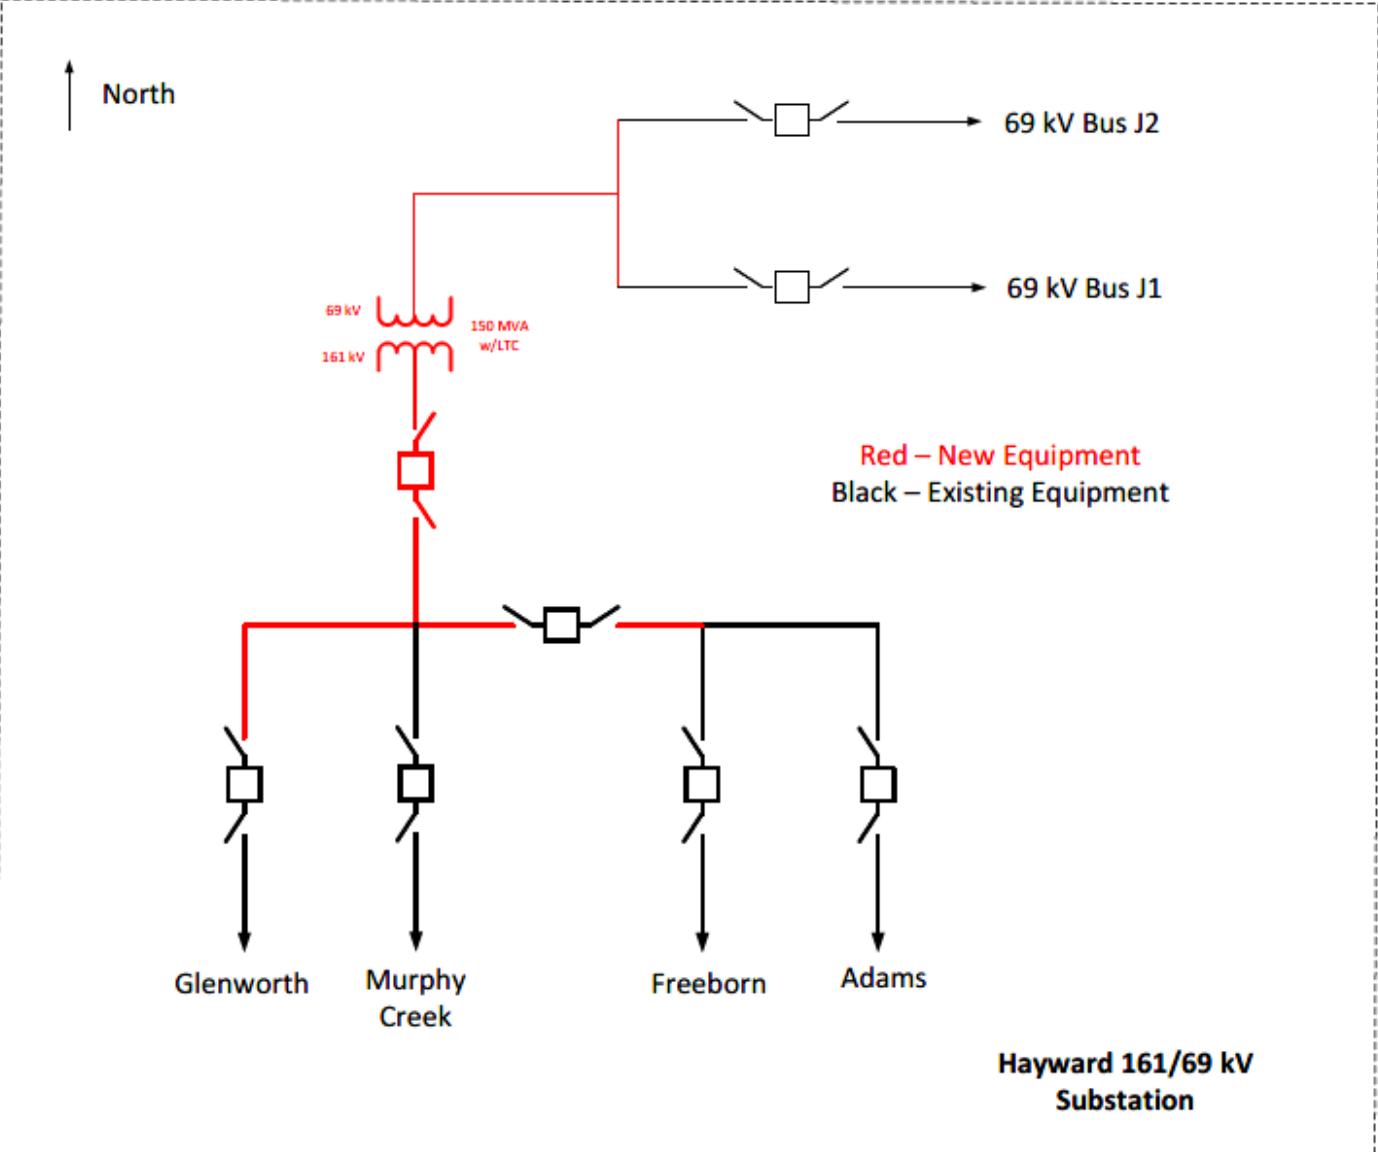 North
69 kV Bus J2
69 kV Bus J1
69 kV
150 MVA
w/LTC
161 kV
Red – New Equipment
Black – Existing Equipment
Glenworth
Murphy
Creek
Freeborn
Adams
Hayward 161/69 kV
Substation